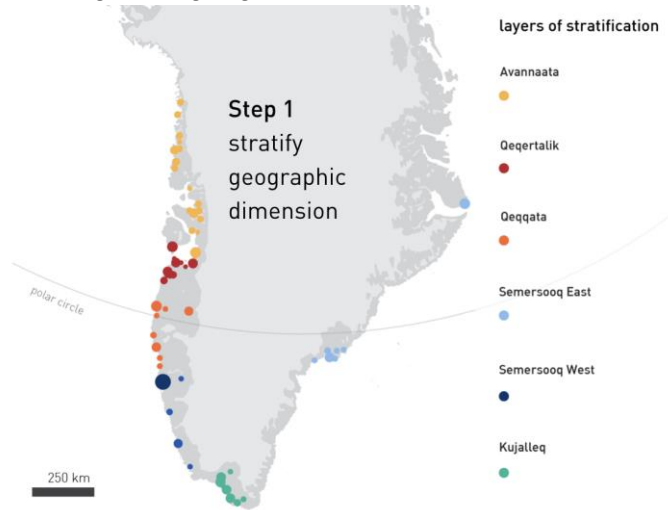 layers of stratification
Avannaata
Step 1
stratify
geographic
dimension
Qeqertalik
Qeqqata
polar circle
Semersooq East
Semersooq West
Kujalleq
250 km